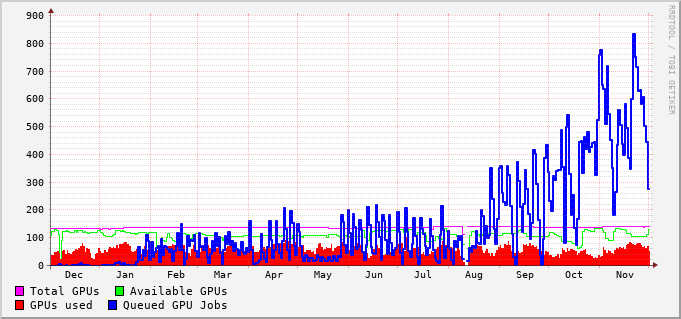 900
800
700
600
500
400
300
200
100
0
Dec Jan Feb Mar Apr May Jun Jul Aug Sep Oct Nov
Total GPUs Available GPUs
GPUs used Queued GPU Jobs
RRDTOOL / TOBI OETIKER